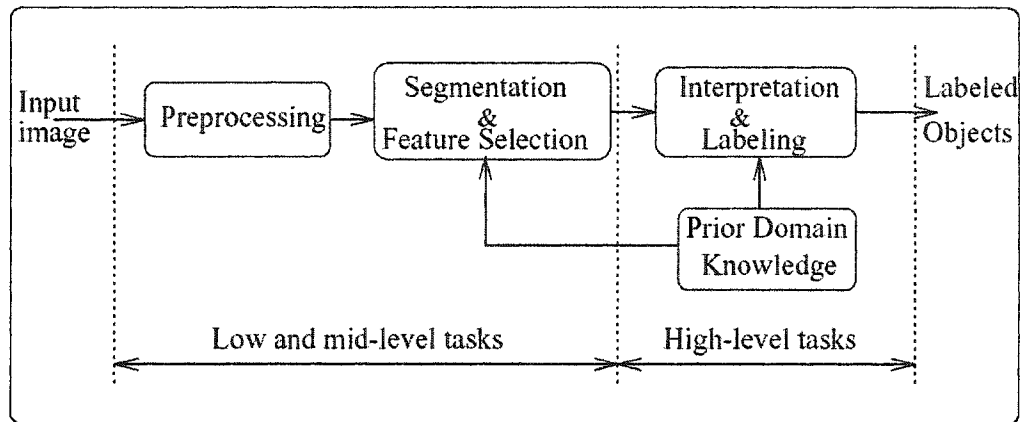 Input
image
Preprocessing
Segmentation
&
Feature Selection
Interpretation
&
Labeling
Labeled
Objects
Prior Domain
Knowledge
Low and mid-level tasks
High-level tasks